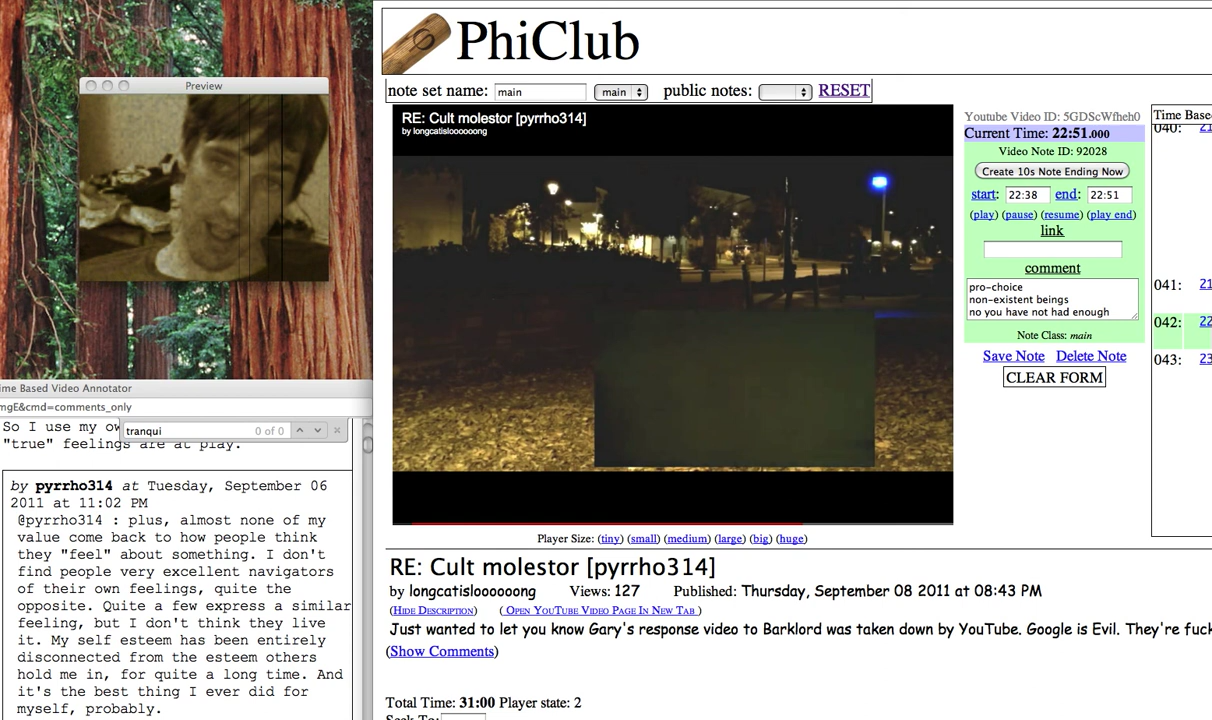 PhiClub
Preview
note set name: main main public notes: RESET
RE: Cult molestor [pyrrho314]
by longcatisloooooong
Youtube Video ID: 5GDScWfheh0
Current Time: 22:51.000
Video Note ID: 92028
Create 10s Note Ending Now
start: 22:38 end: 22:51
(play) (pause) (resume) (play end)
link
comment
pro-choice
non-existent beings
no you have not had enough
Note Class: main
Save Note Delete Note
CLEAR FORM
Time Base
040: 21
041: 21
042: 22
043: 23
ime Based Video Annotator
mgE&cmd=comments_only
So I use my ow
tranqui 0 of 0
"true" feelings are at play.
by pyrrho314 at Tuesday, September 06
2011 at 11:02 PM
@pyrrho314 : plus, almost none of my
value come back to how people think
they "feel" about something. I don't
find people very excellent navigators
of their own feelings, quite the
opposite. Quite a few express a similar
feeling, but I don't think they live
it. My self esteem has been entirely
disconnected from the esteem others
hold me in, for quite a long time. And
it's the best thing I ever did for
myself, probably.
Player Size: (tiny) (small) (medium) (large) (big) (huge)
RE: Cult molestor [pyrrho314]
by longcatisloooooong Views: 127 Published: Thursday, September 08 2011 at 08:43 PM
(Hide Description) ( Open YouTube Video Page In New Tab )
Just wanted to let you know Gary's response video to Barklord was taken down by YouTube. Google is Evil. They're fuc
(Show Comments)
Total Time: 31:00 Player state: 2
Seek To: